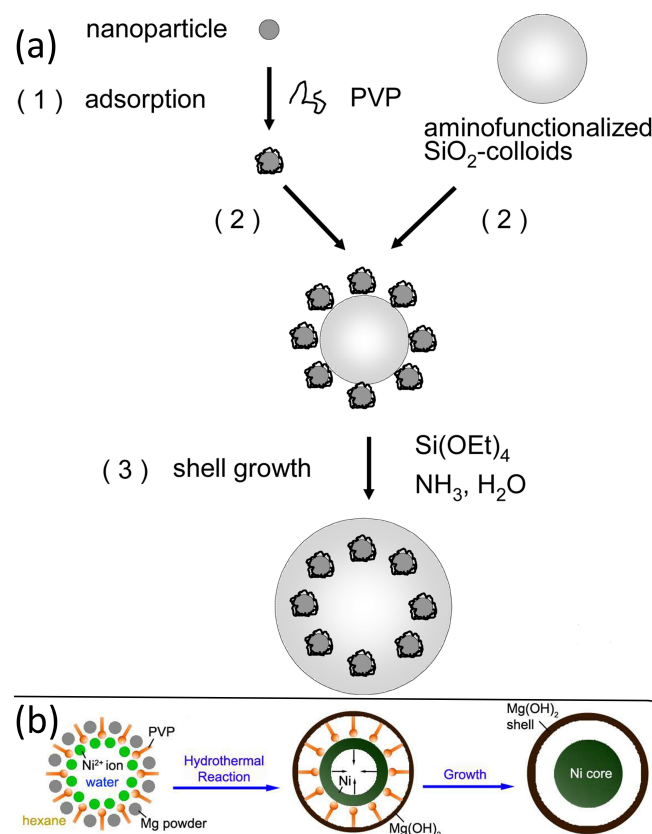 (a)
nanoparticle
( 1 ) adsorption
PVP
aminofunctionalized
SiO₂-colloids
( 2 )
( 2 )
( 3 ) shell growth
Si(OEt)₄
NH₃, H₂O
(b)
PVP
Ni²⁺ ion
water
hexane
Mg powder
Hydrothermal
Reaction
Ni
Mg(OH)₂
Growth
Mg(OH)₂
shell
Ni core